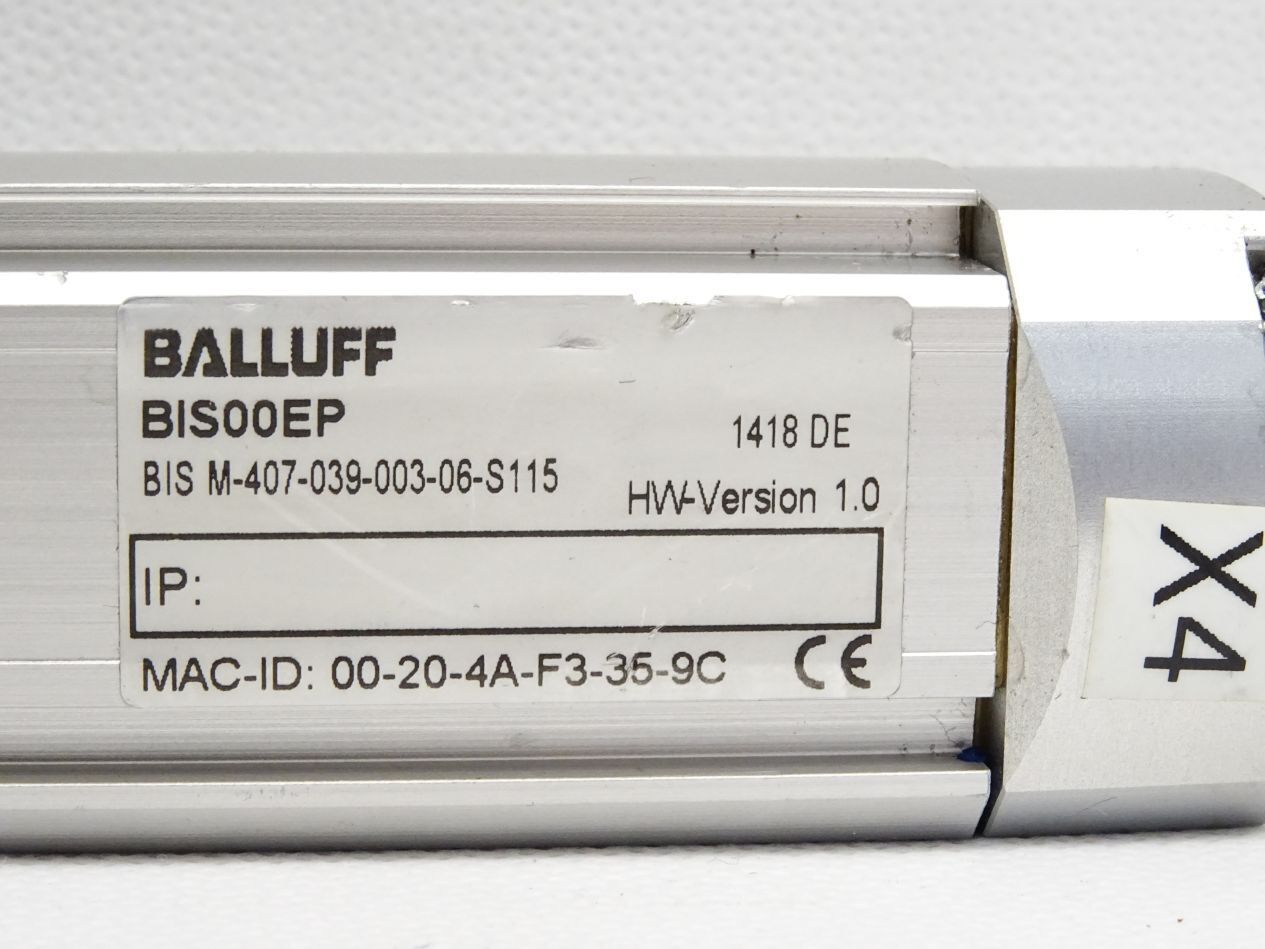 BALLUFF
BIS00EP
1418 DE
BIS M-407-039-003-06-S115
HW-Version 1.0
IP:
MAC-ID: 00-20-4A-F3-35-9C
CE
X4